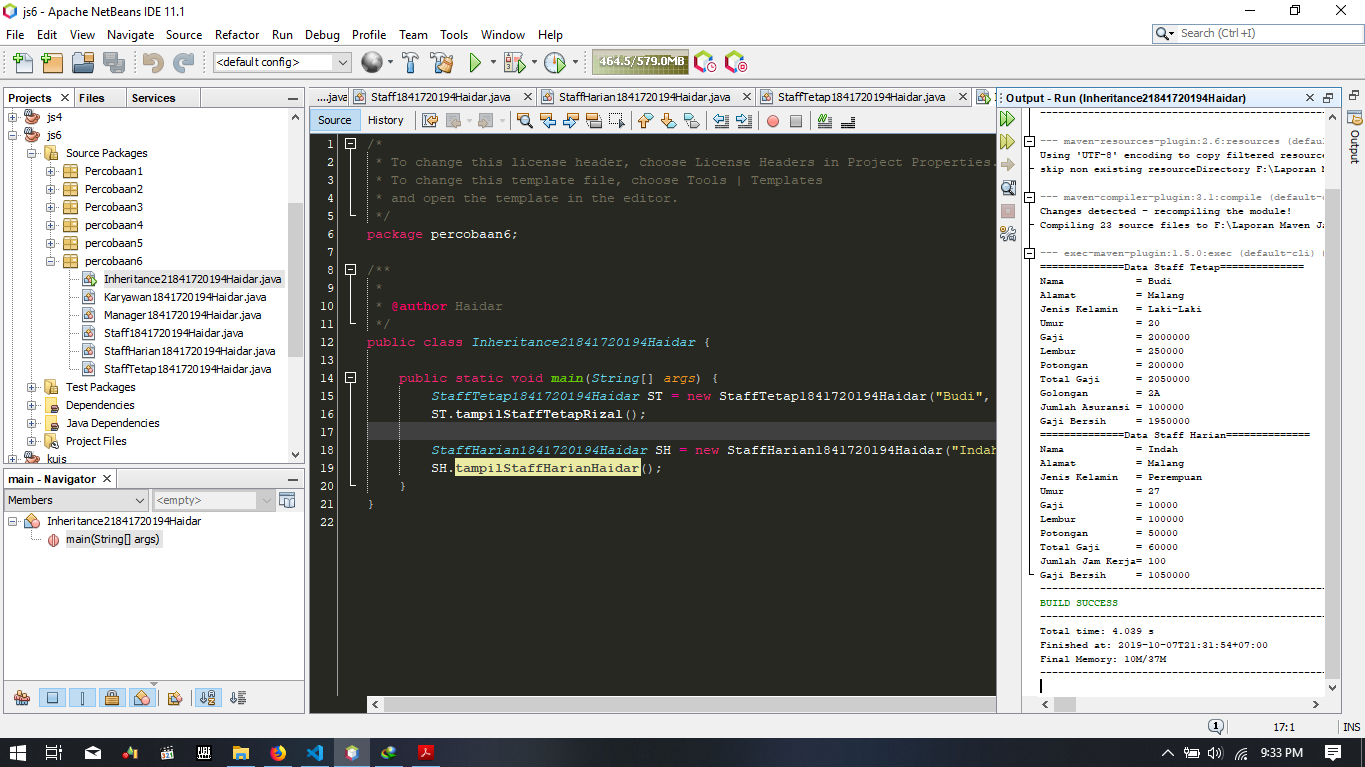 js6 - Apache NetBeans IDE 11.1
File Edit View Navigate Source Refactor Run Debug Profile Team Tools Window Help
Search (Ctrl+I)
<default config>
464.5/579.0MB
Projects Files Services
js4
js6
Source Packages
Percobaan1
Percobaan2
Percobaan3
percobaan4
percobaan5
percobaan6
Inheritance21841720194Haidar.java
Karyawan1841720194Haidar.java
Manager1841720194Haidar.java
Staff1841720194Haidar.java
StaffHarian1841720194Haidar.java
StaffTetap1841720194Haidar.java
Test Packages
Dependencies
Java Dependencies
Project Files
kuis
main - Navigator
Members
<empty>
Inheritance21841720194Haidar
main(String[] args)
....java Staff1841720194Haidar.java StaffHarian1841720194Haidar.java StaffTetap1841720194Haidar.java
Source History
1 /*
2 * To change this license header, choose License Headers in Project Properties.
3 * To change this template file, choose Tools | Templates
4 * and open the template in the editor.
5 */
6 package percobaan6;
7
8 /**
9 *
10 * @author Haidar
11 */
12 public class Inheritance21841720194Haidar {
13
14 public static void main(String[] args) {
15 StaffTetap1841720194Haidar ST = new StaffTetap1841720194Haidar("Budi",
16 ST.tampilStaffTetapRizal();
17
18 StaffHarian1841720194Haidar SH = new StaffHarian1841720194Haidar("Indah
19 SH.tampilStaffHarianHaidar();
20 }
21 }
22
Output - Run (Inheritance21841720194Haidar)
--- maven-resources-plugin:2.6:resources (defau
Using 'UTF-8' encoding to copy filtered resourc
skip non existing resourceDirectory F:\Laporan M
--- maven-compiler-plugin:3.1:compile (default-c
Changes detected - recompiling the module!
Compiling 23 source files to F:\Laporan Maven J
--- exec-maven-plugin:1.5.0:exec (default-cli)
==============Data Staff Tetap==============
Nama = Budi
Alamat = Malang
Jenis Kelamin = Laki-Laki
Umur = 20
Gaji = 2000000
Lembur = 250000
Potongan = 200000
Total Gaji = 2050000
Golongan = 2A
Jumlah Asuransi = 100000
Gaji Bersih = 1950000
==============Data Staff Harian==============
Nama = Indah
Alamat = Malang
Jenis Kelamin = Perempuan
Umur = 27
Gaji = 10000
Lembur = 100000
Potongan = 50000
Total Gaji = 60000
Jumlah Jam Kerja= 100
Gaji Bersih = 1050000
BUILD SUCCESS
Total time: 4.039 s
Finished at: 2019-10-07T21:31:54+07:00
Final Memory: 10M/37M
Output
1
17:1 INS
9:33 PM